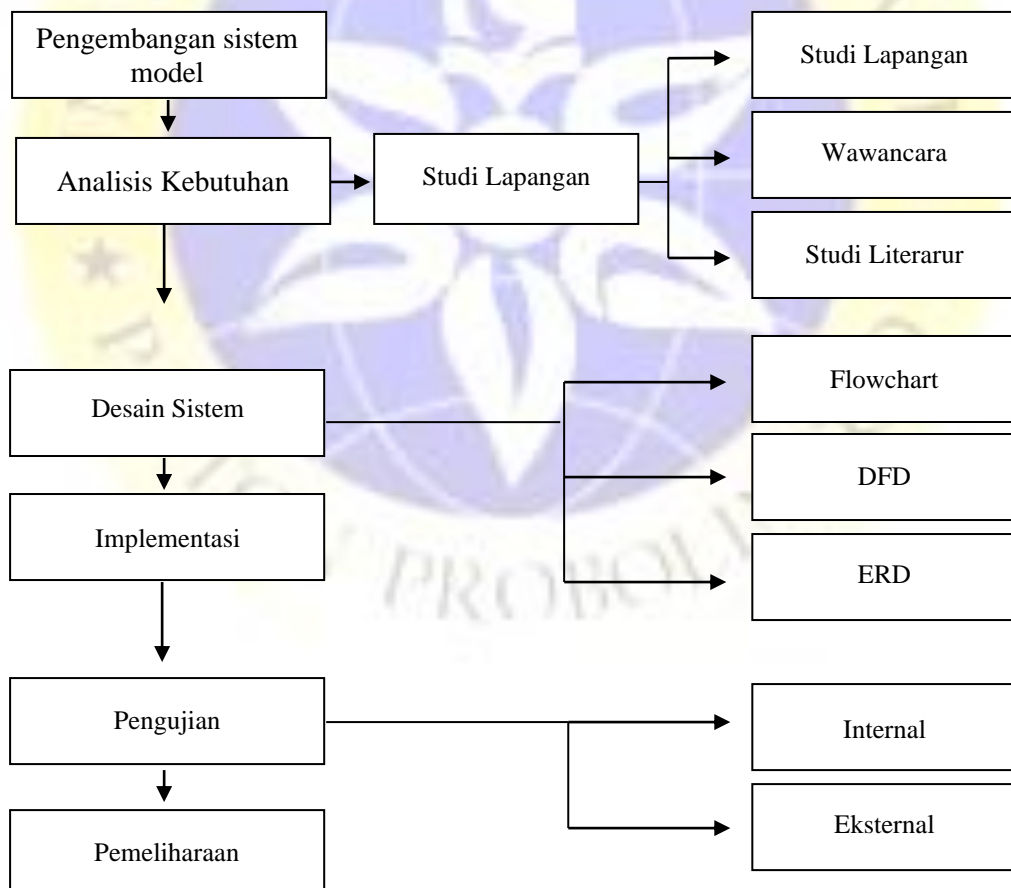 Pengembangan sistem
model
Studi Lapangan
Analisis Kebutuhan
Studi Lapangan
Wawancara
Studi Literarur
Desain Sistem
Flowchart
DFD
Implementasi
ERD
PROBOLI
Pengujian
Internal
Pemeliharaan
Eksternal